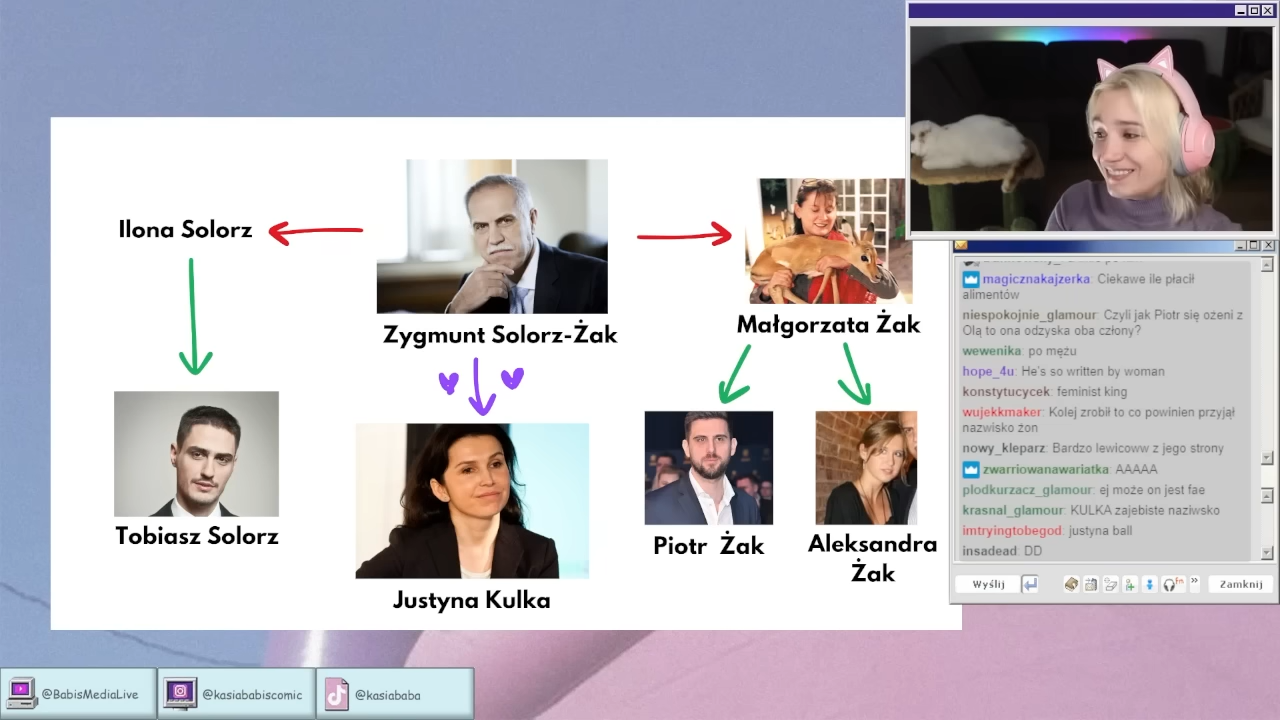 Ilona Solorz
Zygmunt Solorz-Żak
Małgorzata Żak
Tobiasz Solorz
Justyna Kulka
Piotr Żak
Aleksandra
Żak
magicznakajzerka: Ciekawe ile płacił
alimentów
niespokojnie_glamour: Czyli jak Piotr się ożeni z
Olą to ona odzyska oba człony?
wewenika: po mężu
hope_4u: He's so written by woman
konstytucycek: feminist king
wujekkmaker: Kolej zrobił to co powinien przyjął
nazwisko żon
nowy_kleparz: Bardzo lewicoww z jego strony
zwarriowanawariatka: AAAAA
plodkurzacz_glamour: ej może on jest fae
krasnal_glamour: KULKA zajebiste naziwsko
imtryingtobegod: justyna ball
insadead: DD
Wyślij
fn
»
Zamknij
@BabisMediaLive
@kasiababiscomic
@kasiababa